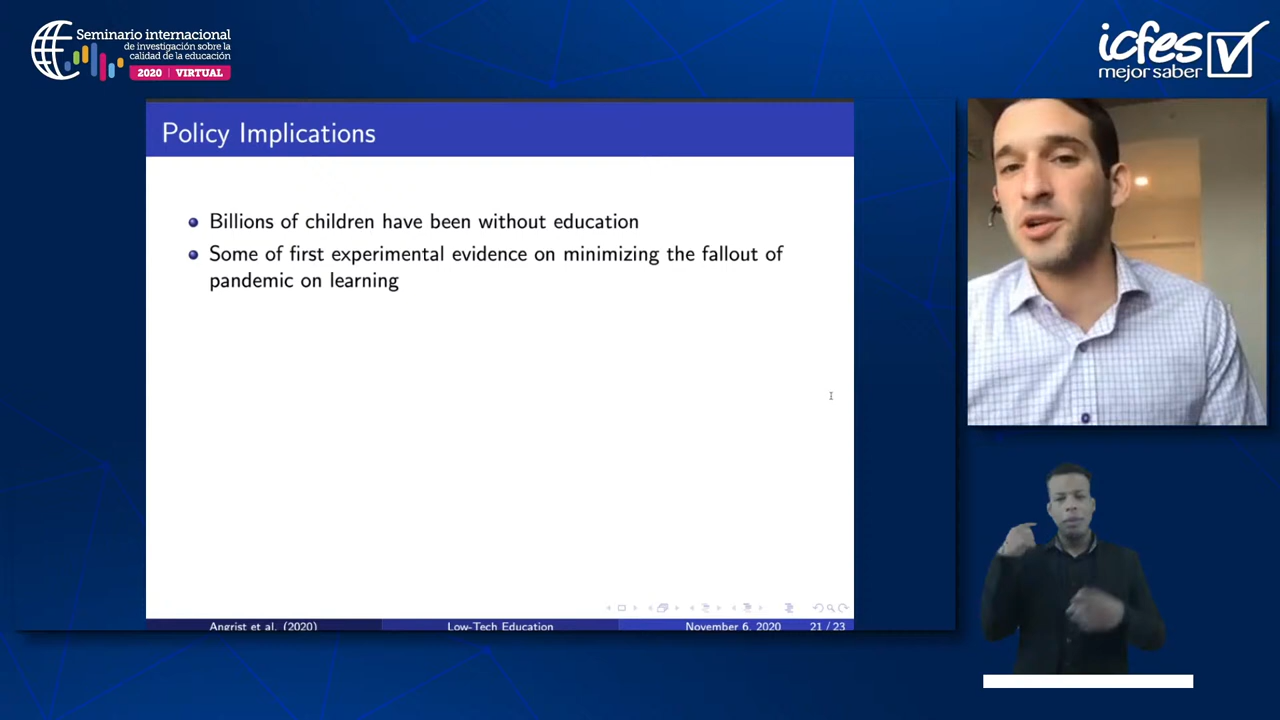 Seminario internacional
de investigación sobre la
calidad de la educación
2020 | VIRTUAL
icfes
mejor saber
Policy Implications
Billions of children have been without education
Some of first experimental evidence on minimizing the fallout of
pandemic on learning
Angrist et al. (2020) Low-Tech Education November 6, 2020 21 / 23